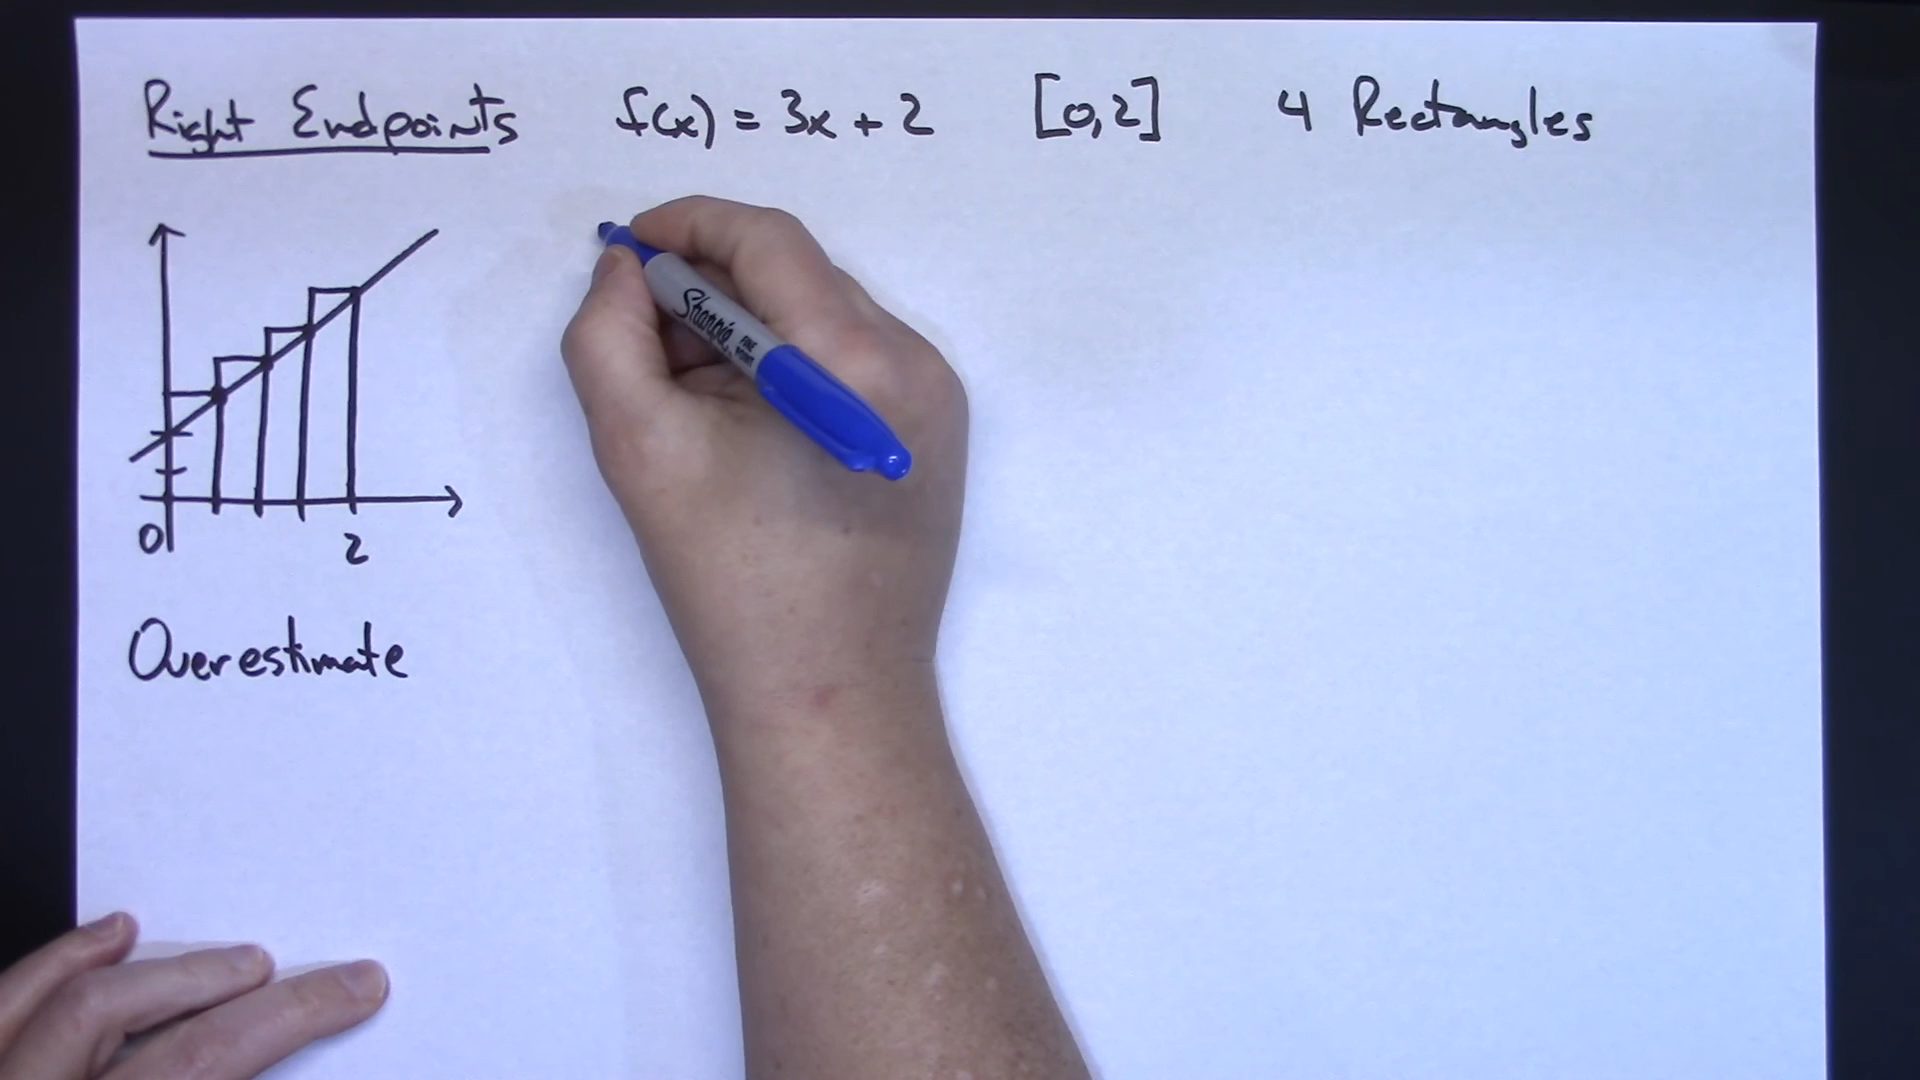 Right Endpoints f(x) = 3x + 2 [0,2] 4 Rectangles
0 2
Overestimate
Sharpie
FINE POINT